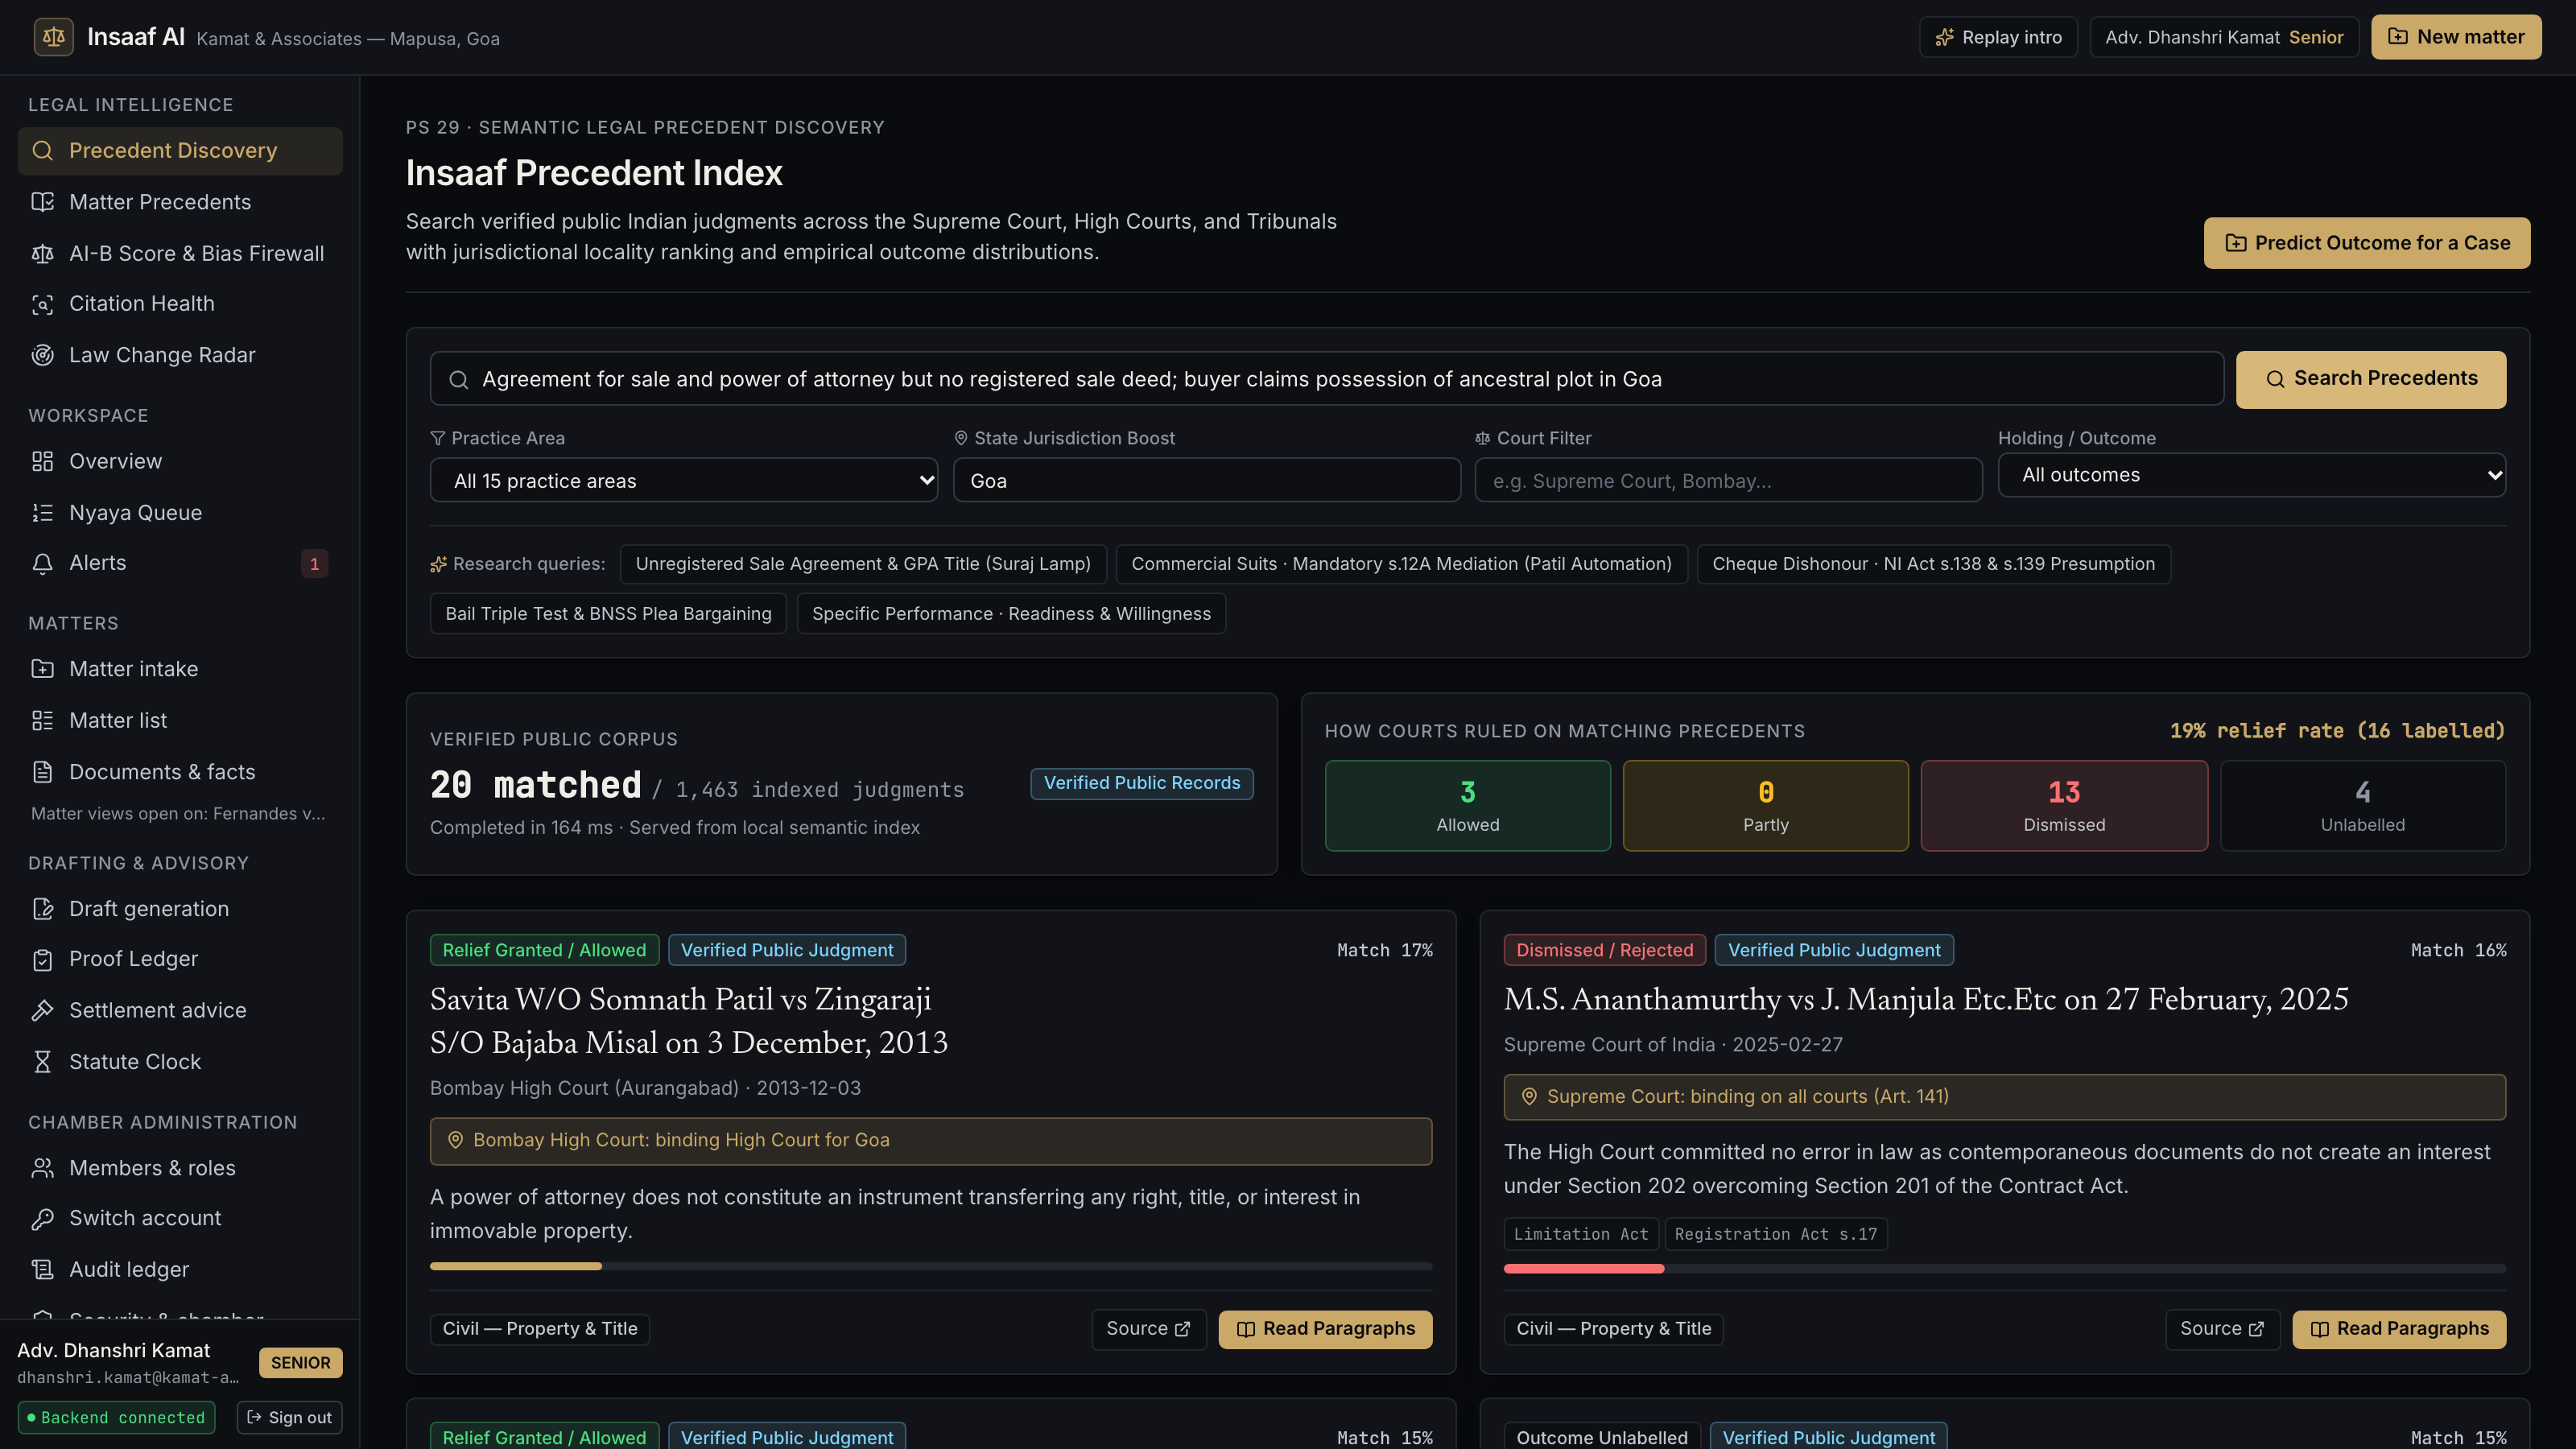 Insaaf AI Kamat & Associates — Mapusa, Goa
Replay intro
Adv. Dhanshri Kamat Senior
New matter
LEGAL INTELLIGENCE
Precedent Discovery
Matter Precedents
AI-B Score & Bias Firewall
Citation Health
Law Change Radar
WORKSPACE
Overview
Nyaya Queue
Alerts 1
MATTERS
Matter intake
Matter list
Documents & facts
Matter views open on: Fernandes v...
DRAFTING & ADVISORY
Draft generation
Proof Ledger
Settlement advice
Statute Clock
CHAMBER ADMINISTRATION
Members & roles
Switch account
Audit ledger
Security & chamber
Adv. Dhanshri Kamat
dhanshri.kamat@kamat-a…
SENIOR
Backend connected
Sign out
PS 29 · SEMANTIC LEGAL PRECEDENT DISCOVERY
Insaaf Precedent Index
Search verified public Indian judgments across the Supreme Court, High Courts, and Tribunals
with jurisdictional locality ranking and empirical outcome distributions.
Predict Outcome for a Case
Agreement for sale and power of attorney but no registered sale deed; buyer claims possession of ancestral plot in Goa
Search Precedents
Practice Area
All 15 practice areas
State Jurisdiction Boost
Goa
Court Filter
e.g. Supreme Court, Bombay...
Holding / Outcome
All outcomes
Research queries:
Unregistered Sale Agreement & GPA Title (Suraj Lamp)
Commercial Suits · Mandatory s.12A Mediation (Patil Automation)
Cheque Dishonour · NI Act s.138 & s.139 Presumption
Bail Triple Test & BNSS Plea Bargaining
Specific Performance · Readiness & Willingness
VERIFIED PUBLIC CORPUS
20 matched / 1,463 indexed judgments
Verified Public Records
Completed in 164 ms · Served from local semantic index
HOW COURTS RULED ON MATCHING PRECEDENTS
19% relief rate (16 labelled)
3
Allowed
0
Partly
13
Dismissed
4
Unlabelled
Relief Granted / Allowed
Verified Public Judgment
Match 17%
Savita W/O Somnath Patil vs Zingaraji
S/O Bajaba Misal on 3 December, 2013
Bombay High Court (Aurangabad) · 2013-12-03
Bombay High Court: binding High Court for Goa
A power of attorney does not constitute an instrument transferring any right, title, or interest in
immovable property.
Civil — Property & Title
Source
Read Paragraphs
Dismissed / Rejected
Verified Public Judgment
Match 16%
M.S. Ananthamurthy vs J. Manjula Etc.Etc on 27 February, 2025
Supreme Court of India · 2025-02-27
Supreme Court: binding on all courts (Art. 141)
The High Court committed no error in law as contemporaneous documents do not create an interest
under Section 202 overcoming Section 201 of the Contract Act.
Limitation Act
Registration Act s.17
Civil — Property & Title
Source
Read Paragraphs
Relief Granted / Allowed
Verified Public Judgment
Match 15%
Outcome Unlabelled
Verified Public Judgment
Match 15%